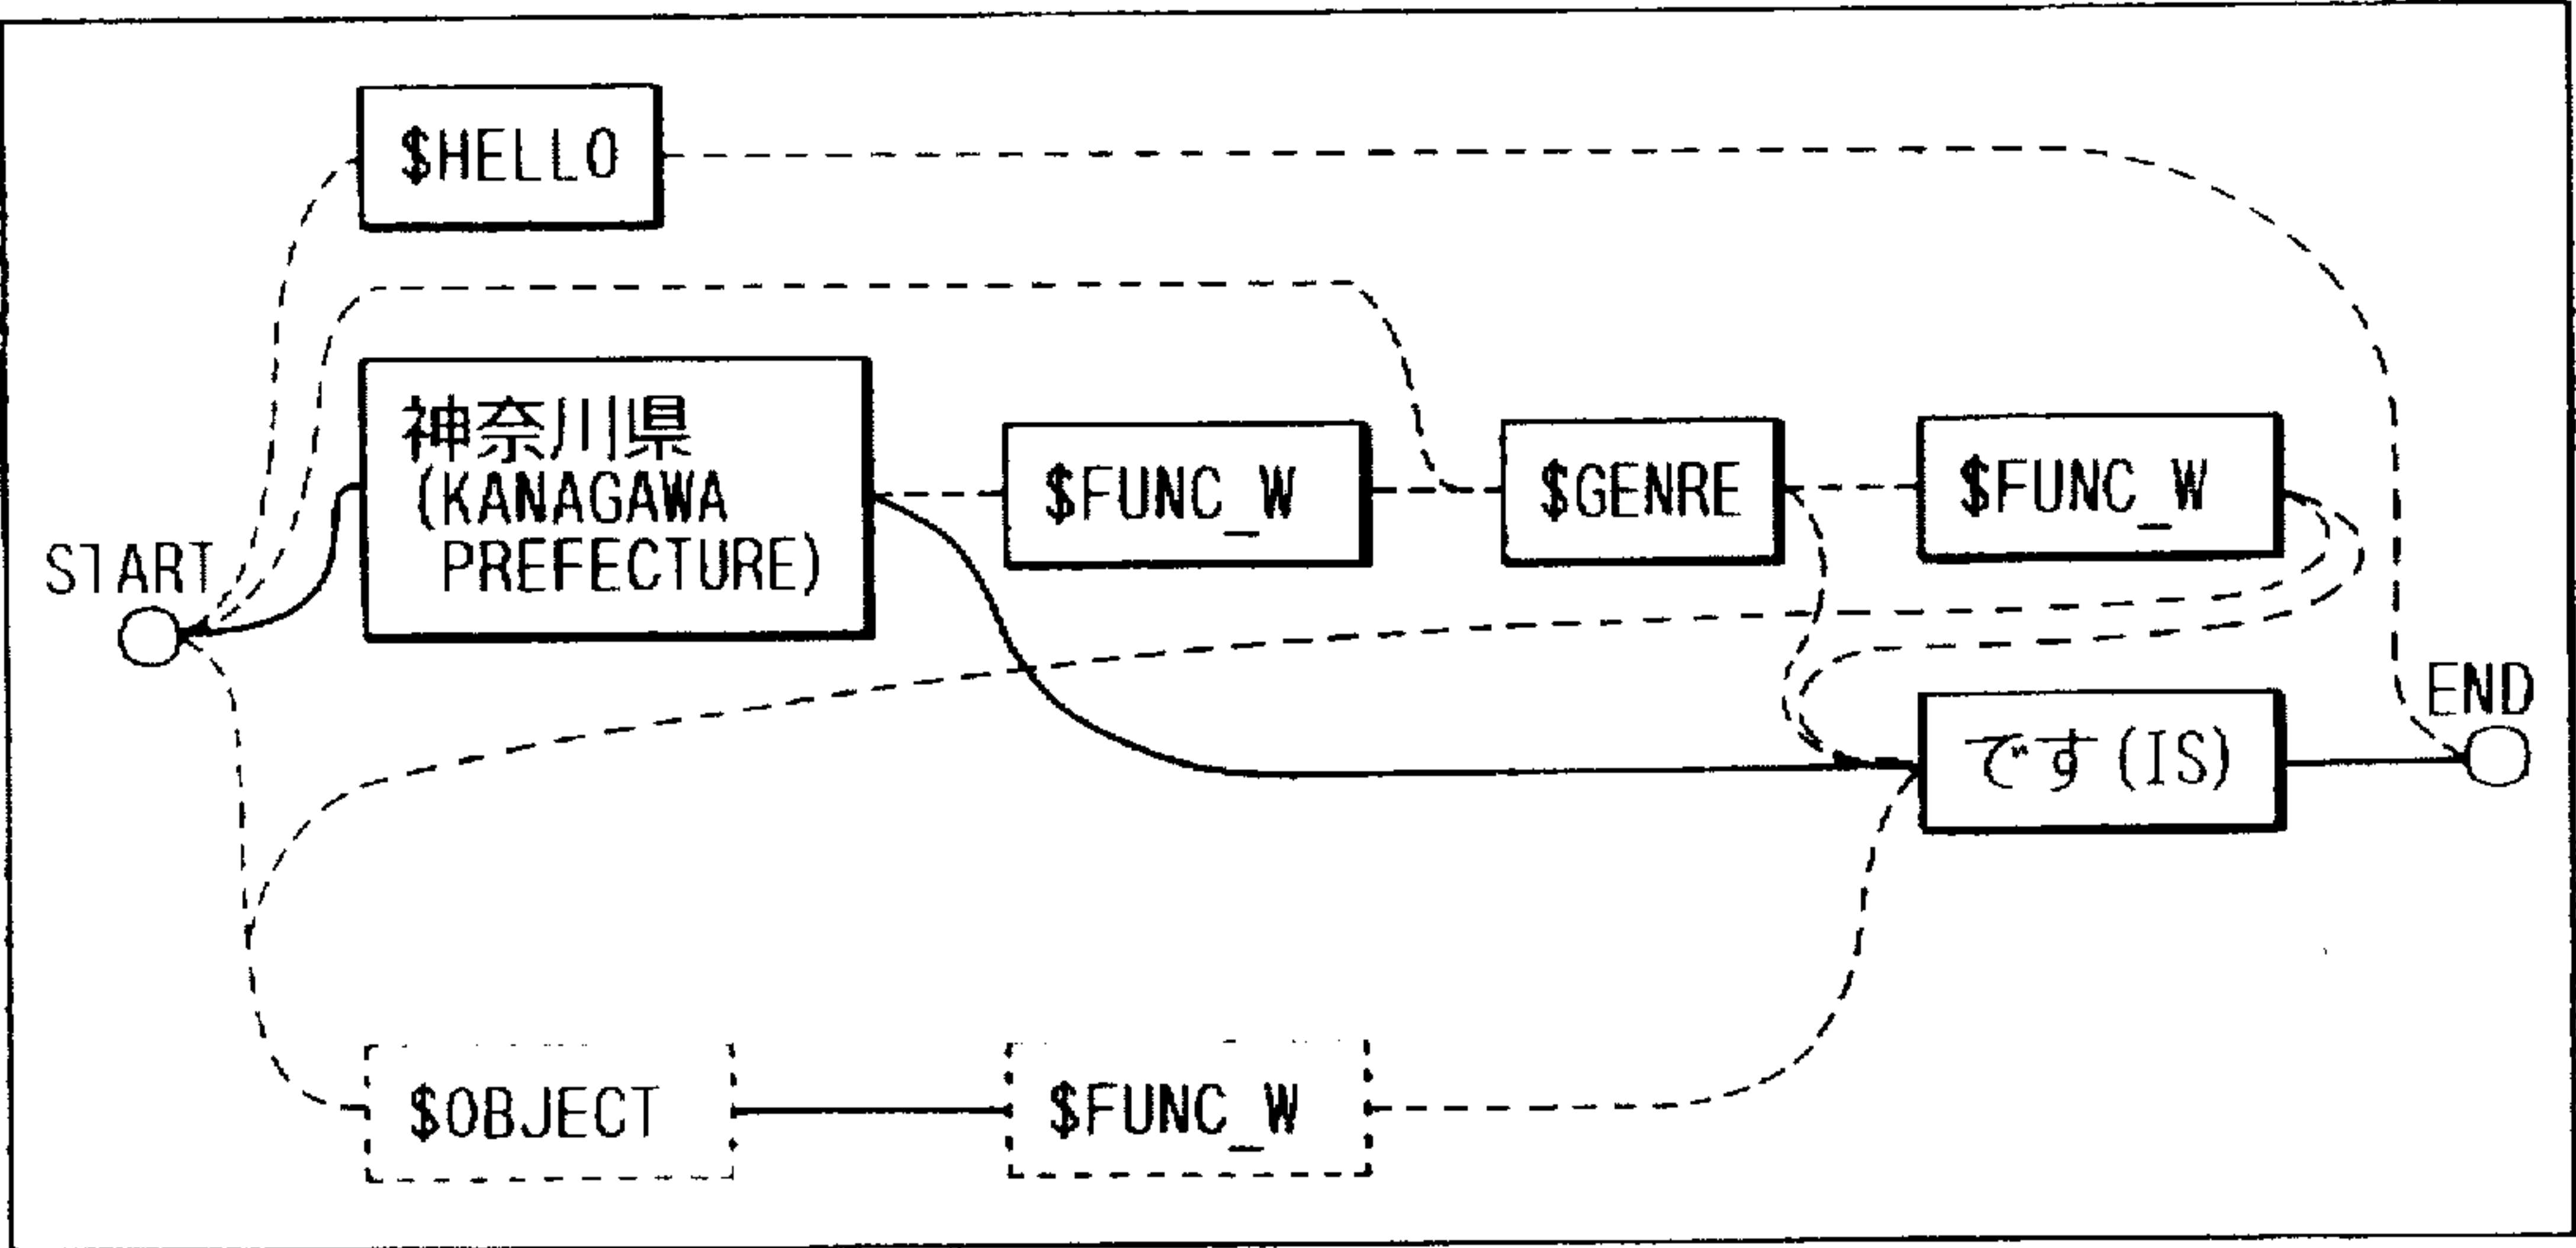 $HELLO
神奈川県
(KANAGAWA
PREFECTURE)
$FUNC_W
$GENRE
$FUNC_W
START
END
です(IS)
$OBJECT
$FUNC_W